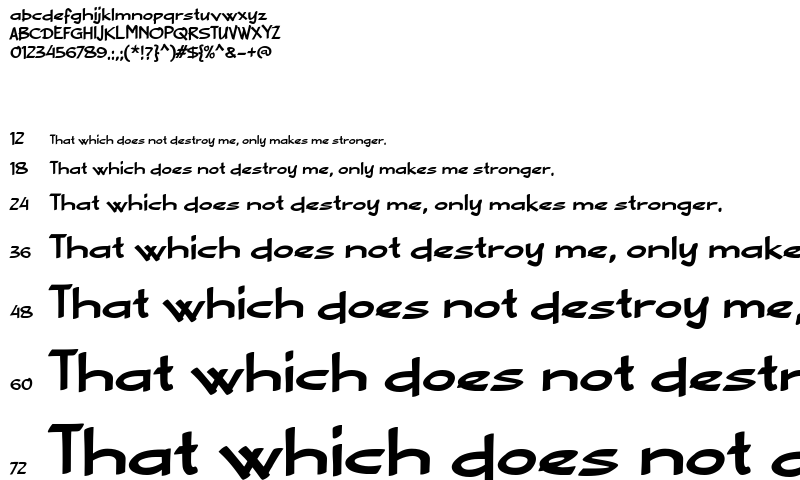 abcdefghijklmnopqrstuvwxyz
ABCDEFGHIJKLMNOPQRSTUVWXYZ
0123456789.:,;(*!?}^)#${%^&-+@
12 That which does not destroy me, only makes me stronger.
18 That which does not destroy me, only makes me stronger.
24 That which does not destroy me, only makes me stronger.
36 That which does not destroy me, only make
48 That which does not destroy me,
60 That which does not destr
72 That which does not d